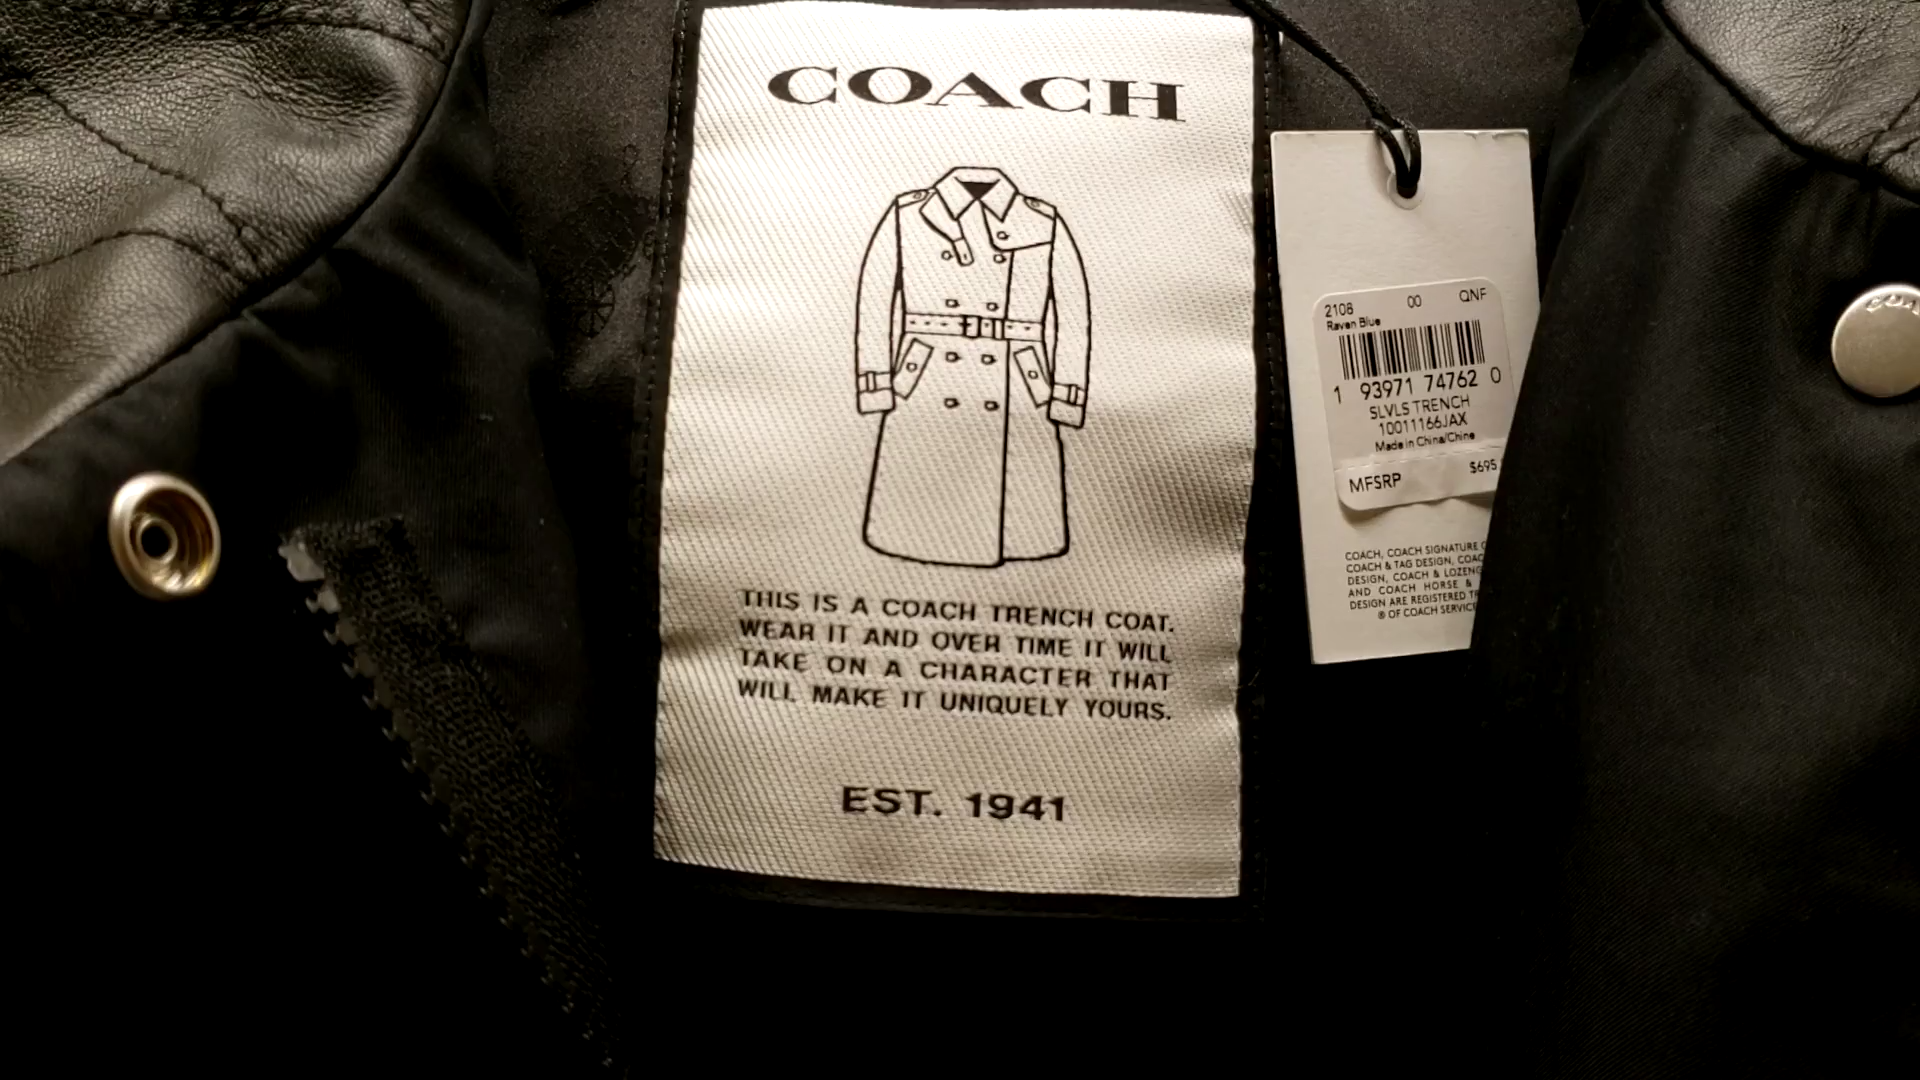 COACH
THIS IS A COACH TRENCH COAT.
WEAR IT AND OVER TIME IT WILL
TAKE ON A CHARACTER THAT
WILL MAKE IT UNIQUELY YOURS.
EST. 1941
2108 00 QNF
Raven Blue
1 93971 74762 0
SLVLS TRENCH
10011166JAX
Made in China/Chine
MFSRP $695
COACH, COACH SIGNATURE
COACH & TAG DESIGN,
DESIGN, COACH &
AND COACH HORSE &
DESIGN ARE REGISTERED
® OF COACH